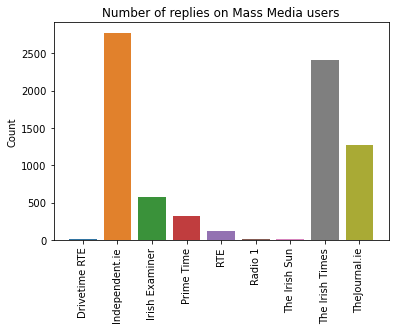 Number of replies on Mass Media users
Count
2500
2000
1500
1000
500
0
Drivetime RTE
Independent.ie
Irish Examiner
Prime Time
RTE
Radio 1
The Irish Sun
The Irish Times
TheJournal.ie